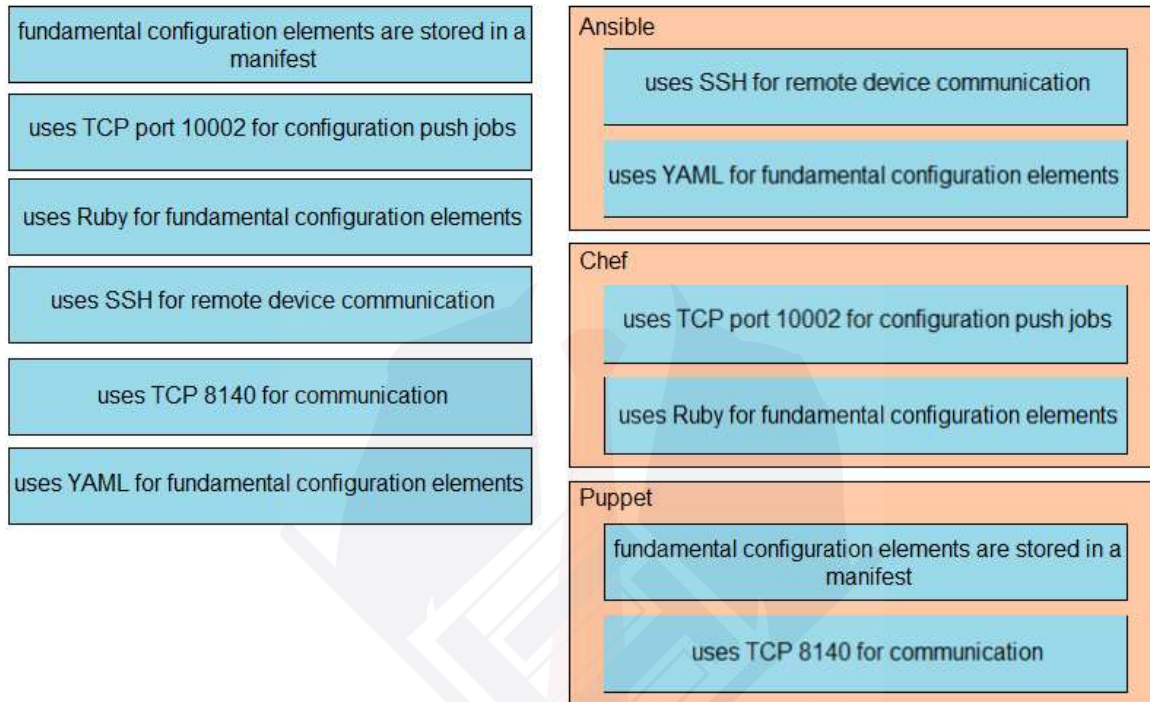 fundamental configuration elements are stored in a
manifest
uses TCP port 10002 for configuration push jobs
uses Ruby for fundamental configuration elements
uses SSH for remote device communication
uses TCP 8140 for communication
uses YAML for fundamental configuration elements
Ansible
uses SSH for remote device communication
uses YAML for fundamental configuration elements
Chef
uses TCP port 10002 for configuration push jobs
uses Ruby for fundamental configuration elements
Puppet
fundamental configuration elements are stored in a
manifest
uses TCP 8140 for communication